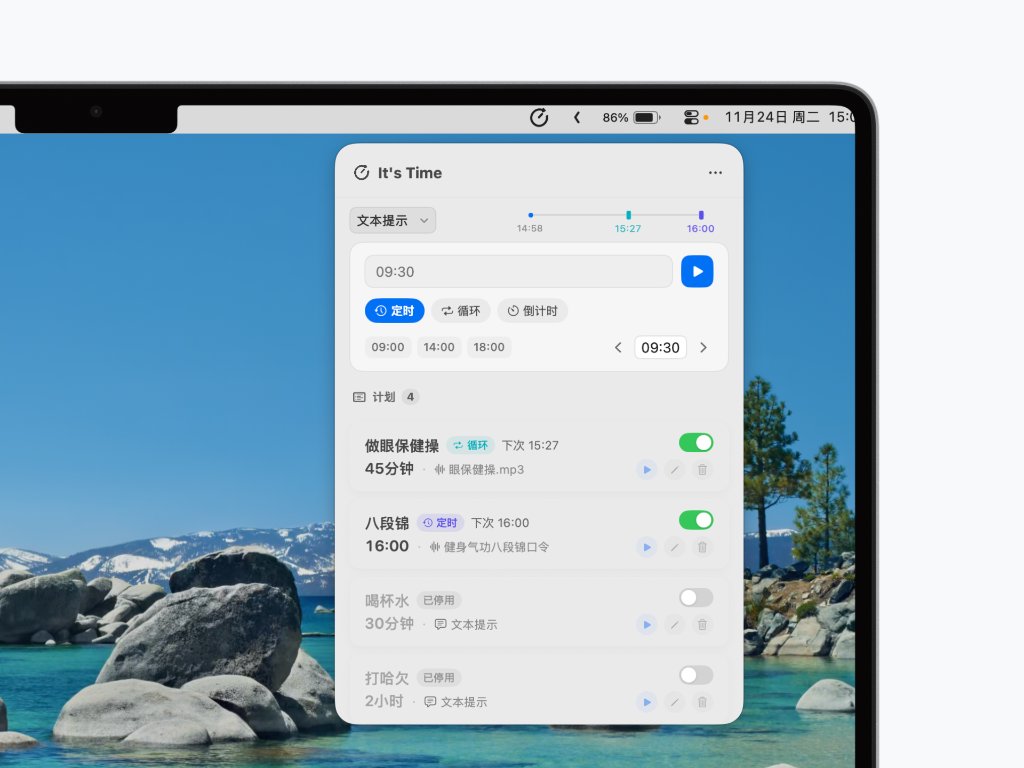 86% 11月24日 周二 15:0
It's Time
文本提示
14:58 15:27 16:00
09:30
定时 循环 倒计时
09:00 14:00 18:00 09:30
计划 4
做眼保健操 循环 下次 15:27
45分钟 · 眼保健操.mp3
八段锦 定时 下次 16:00
16:00 · 健身气功八段锦口令
喝杯水 已停用
30分钟 · 文本提示
打哈欠 已停用
2小时 · 文本提示